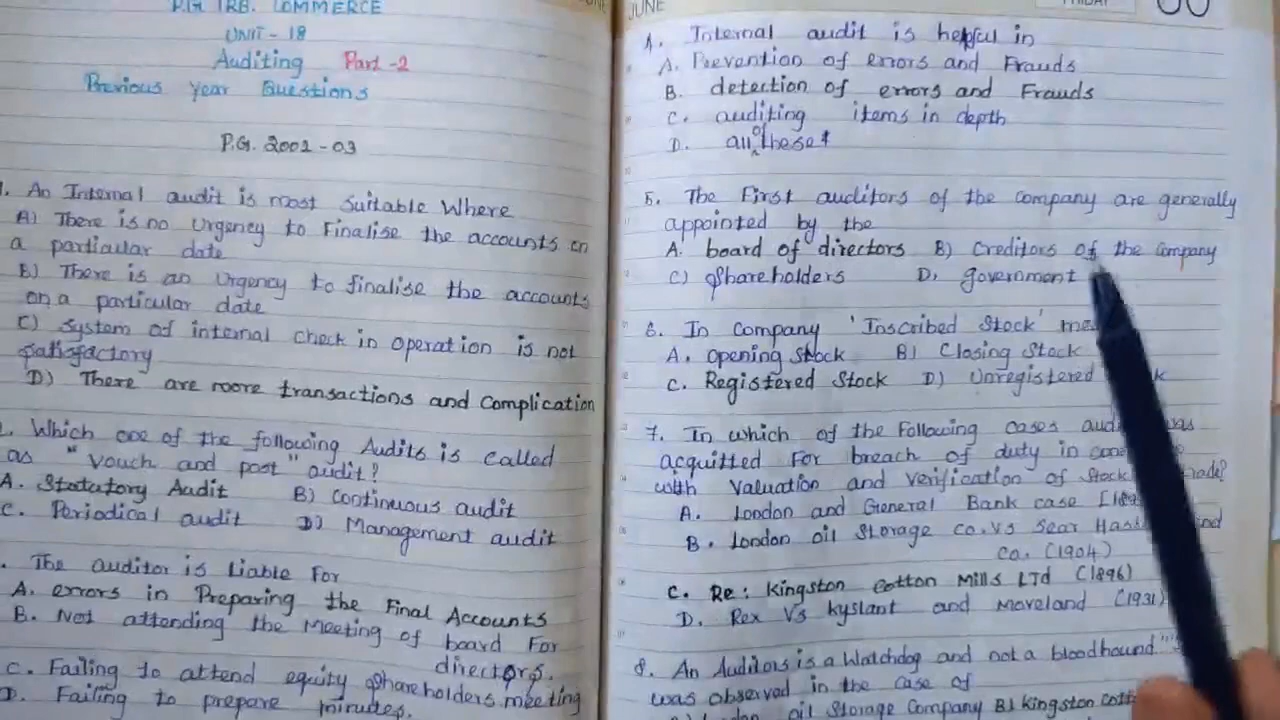 P.G TRB. COMMERCE
UNIT - 18
Auditing Part -2
Previous year Questions
P.G. 2002 - 03
1. An Internal audit is most Suitable Where
A) There is no Urgency to Finalise the accounts on
a particular date
B) There is an Urgency to finalise the accounts
on a particular date
C) System of internal check in operation is not
satisfactory
D) There are more transactions and Complication
2. Which one of the following Audits is called
as "Vouch and post" audit?
A. Statutory Audit B) Continuous audit
C. Periodical audit D) Management audit
. The auditor is Liable For
A. errors in Preparing the Final Accounts
B. Not attending the Meeting of board For
directors.
C. Failing to attend equity Shareholders meeting
D. Failing to prepare minutes.
JUNE
FRIDAY
4. Internal audit is helpful in
A. Prevention of errors and Frauds
B. detection of errors and Frauds
C. auditing items in depth
D. all of these
5. The First auditors of the company are generally
appointed by the
A. board of directors B) Creditors of the Company
C) Shareholders D. government
6. In Company 'Inscribed Stock'
A. Opening Stock B) Closing Stock
C. Registered Stock D) Unregistered
7. In which of the Following cases
acquitted For breach of duty in
with Valuation and Verification of Stock
A. London and General Bank case
B. London oil Storage co. Vs Sear
Co. (1904)
C. Re: Kingston Cotton Mills LTD (1896)
D. Rex Vs kyslant and Moveland (1931)
8. An Auditors is a Watchdog and not a bloodhound"
was observed in the case of
oil Storage Company B) kingston